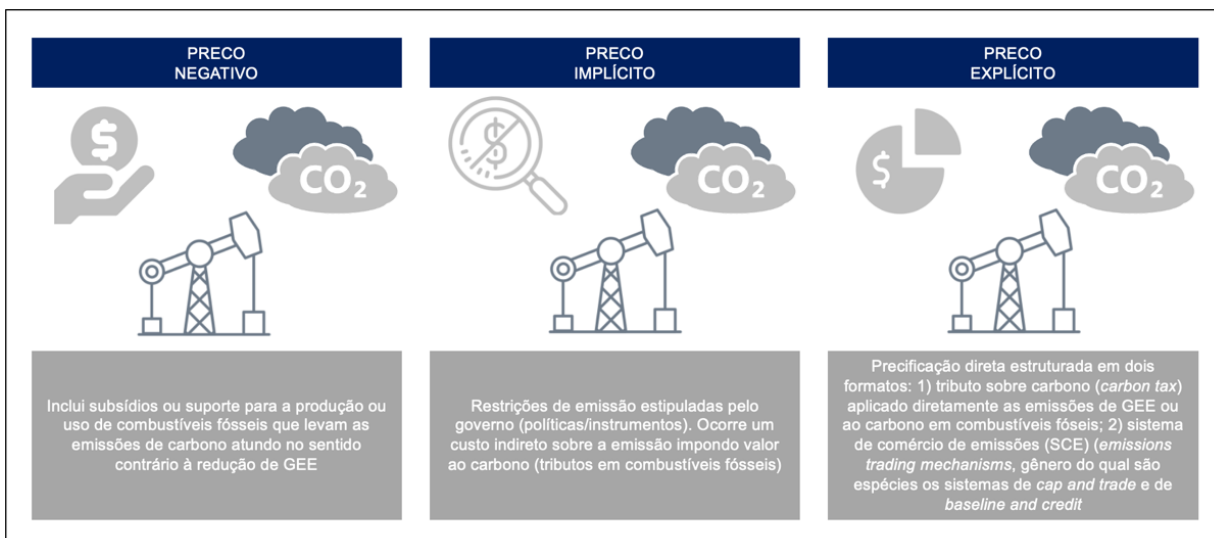 PRECO
NEGATIVO
PRECO
IMPLÍCITO
PRECO
EXPLÍCITO
$
CO₂
$
CO₂
$
CO₂
Inclui subsídios ou suporte para a produção ou
uso de combustíveis fósseis que levam as
emissões de carbono atundo no sentido
contrário à redução de GEE
Restrições de emissão estipuladas pelo
governo (políticas/instrumentos). Ocorre um
custo indireto sobre a emissão impondo valor
ao carbono (tributos em combustíveis fósseis)
Precificação direta estruturada em dois
formatos: 1) tributo sobre carbono (carbon tax)
aplicado diretamente as emissões de GEE ou
ao carbono em combustíveis fóseis; 2) sistema
de comércio de emissões (SCE) (emissions
trading mechanisms, gênero do qual são
espécies os sistemas de cap and trade e de
baseline and credit